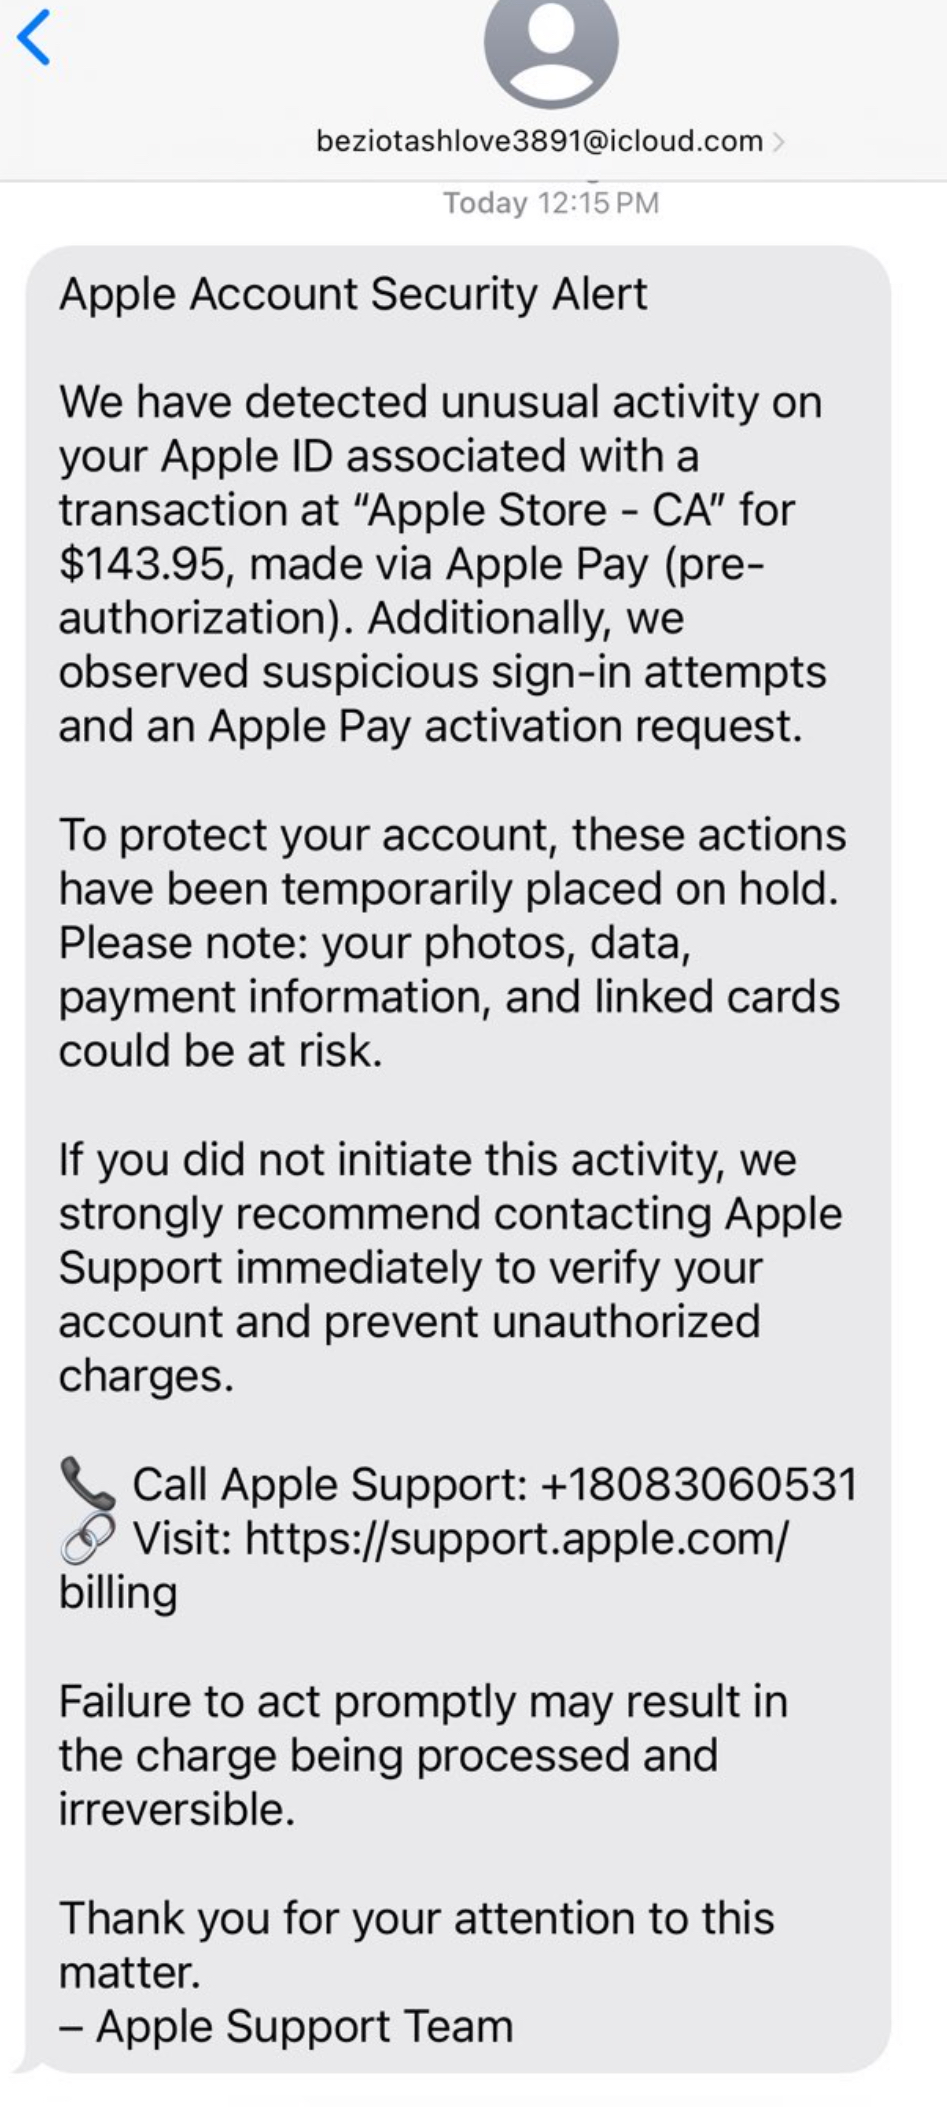 beziotashlove3891@icloud.com
Today 12:15 PM
Apple Account Security Alert
We have detected unusual activity on
your Apple ID associated with a
transaction at “Apple Store - CA” for
$143.95, made via Apple Pay (pre-
authorization). Additionally, we
observed suspicious sign-in attempts
and an Apple Pay activation request.
To protect your account, these actions
have been temporarily placed on hold.
Please note: your photos, data,
payment information, and linked cards
could be at risk.
If you did not initiate this activity, we
strongly recommend contacting Apple
Support immediately to verify your
account and prevent unauthorized
charges.
📞 Call Apple Support: +18083060531
🔗 Visit: https://support.apple.com/
billing
Failure to act promptly may result in
the charge being processed and
irreversible.
Thank you for your attention to this
matter.
– Apple Support Team